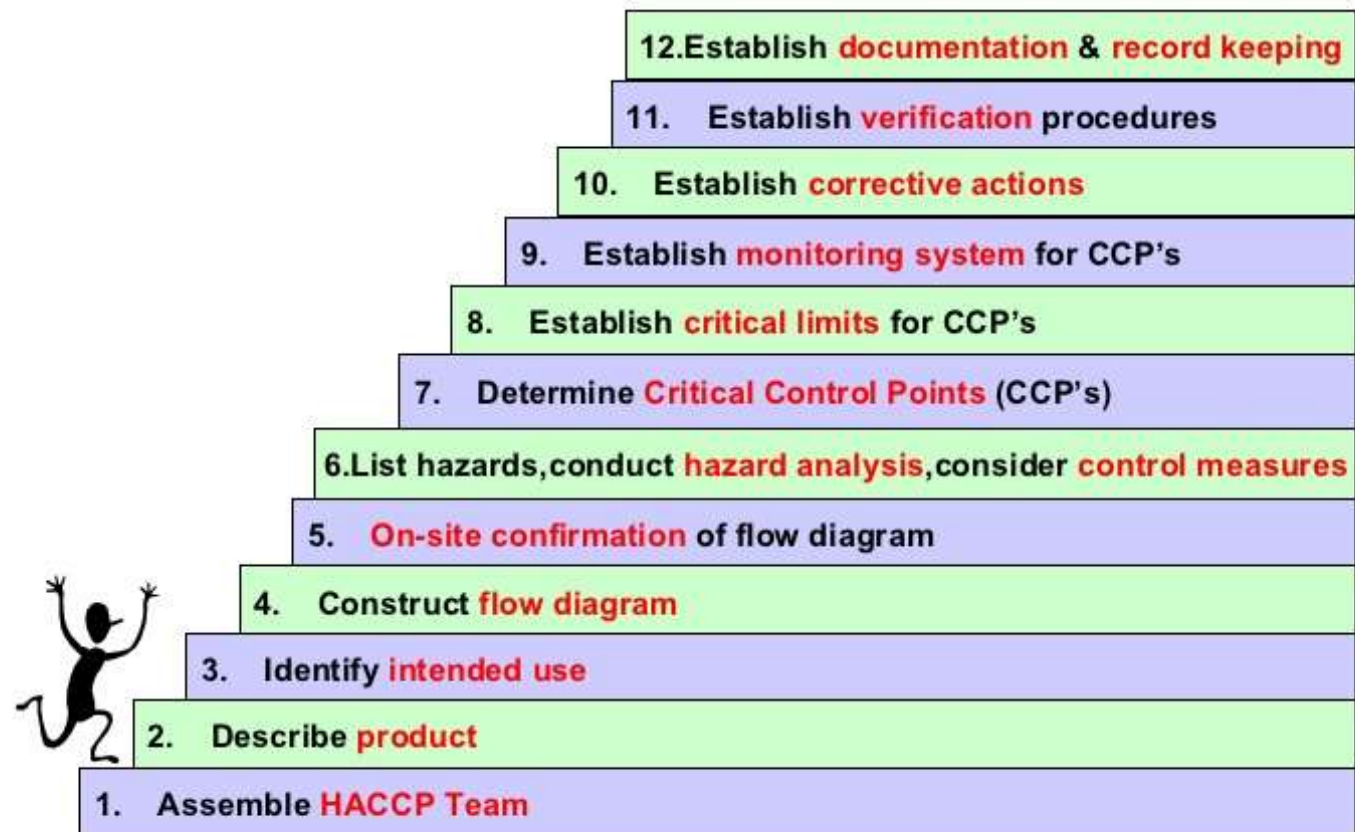 12.Establish documentation & record keeping
11. Establish verification procedures
10. Establish corrective actions
9. Establish monitoring system for CCP’s
8. Establish critical limits for CCP’s
7. Determine Critical Control Points (CCP’s)
6.List hazards,conduct hazard analysis,consider control measures
5. On-site confirmation of flow diagram
4. Construct flow diagram
3. Identify intended use
2. Describe product
1. Assemble HACCP Team